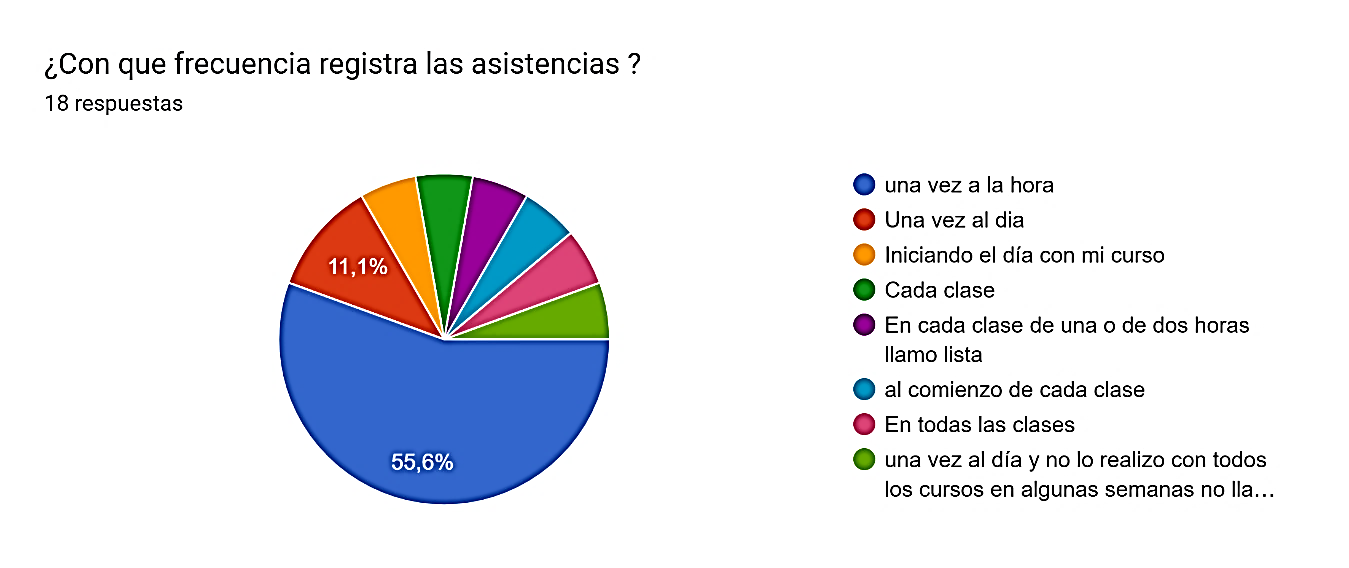 ¿Con que frecuencia registra las asistencias ?
18 respuestas
11,1%
55,6%
una vez a la hora
Una vez al dia
Iniciando el día con mi curso
Cada clase
En cada clase de una o de dos horas
llamo lista
al comienzo de cada clase
En todas las clases
una vez al día y no lo realizo con todos
los cursos en algunas semanas no lla…